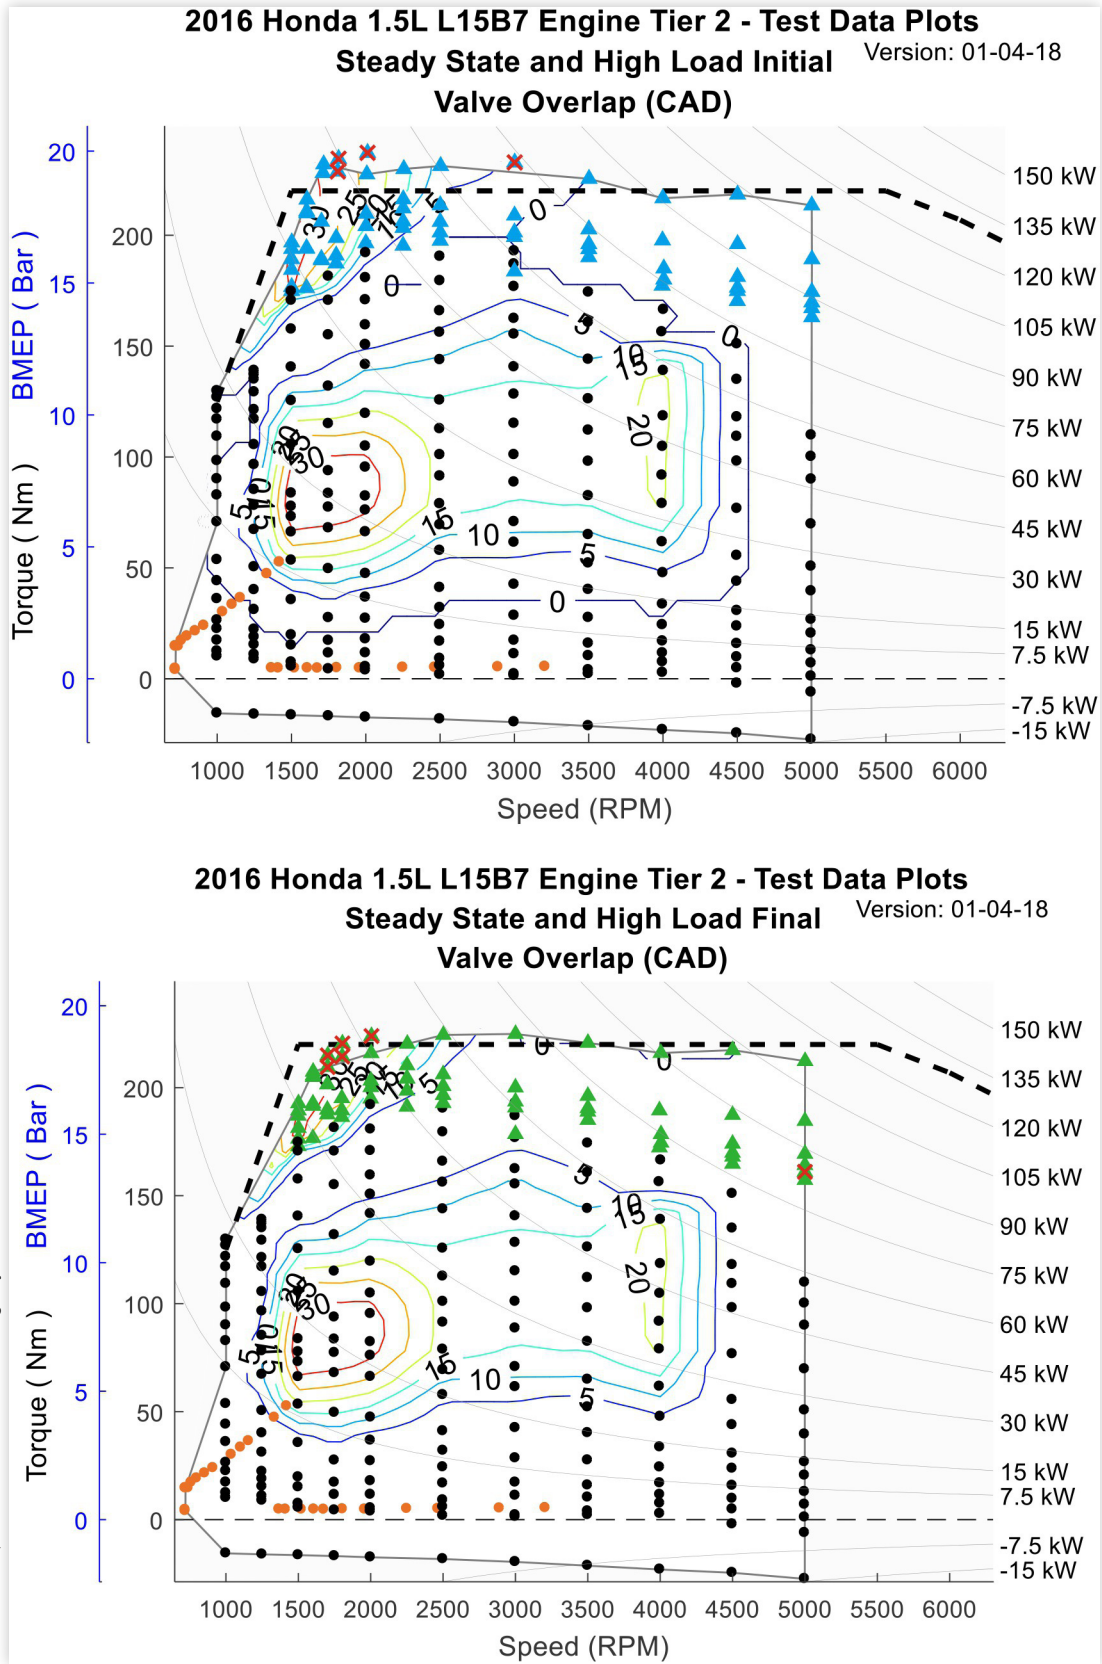 2016 Honda 1.5L L15B7 Engine Tier 2 - Test Data Plots
Steady State and High Load Initial
Version: 01-04-18
Valve Overlap (CAD)
20
15
10
5
0
BMEP ( Bar )
Torque ( Nm )
200
150
100
50
0
150 kW
135 kW
120 kW
105 kW
90 kW
75 kW
60 kW
45 kW
30 kW
15 kW
7.5 kW
-7.5 kW
-15 kW
30
25
5
0
0
5
0
10
15
20
30
5
15
15
10
5
0
1000 1500 2000 2500 3000 3500 4000 4500 5000 5500 6000
Speed (RPM)
2016 Honda 1.5L L15B7 Engine Tier 2 - Test Data Plots
Steady State and High Load Final
Version: 01-04-18
Valve Overlap (CAD)
20
15
10
5
0
BMEP ( Bar )
Torque ( Nm )
200
150
100
50
0
150 kW
135 kW
120 kW
105 kW
90 kW
75 kW
60 kW
45 kW
30 kW
15 kW
7.5 kW
-7.5 kW
-15 kW
25
5
0
0
5
10
15
20
30
5
15
15
10
5
1000 1500 2000 2500 3000 3500 4000 4500 5000 5500 6000
Speed (RPM)